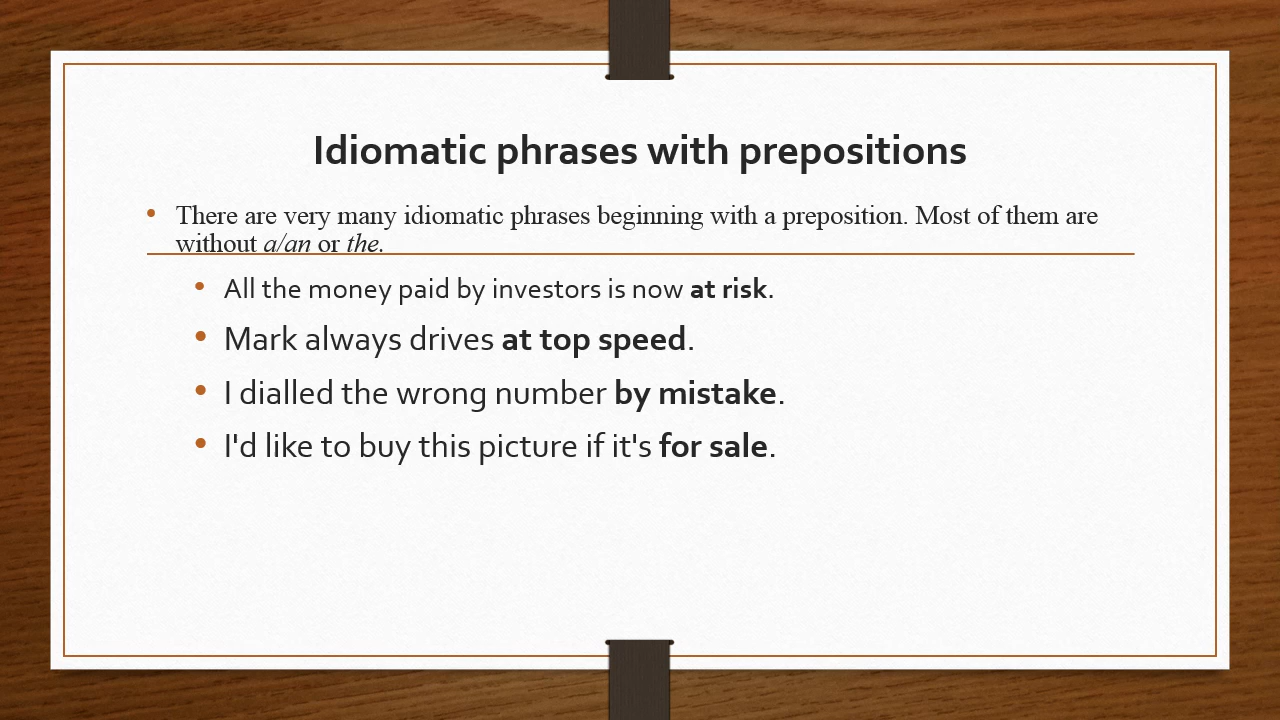 Idiomatic phrases with prepositions
There are very many idiomatic phrases beginning with a preposition. Most of them are
without a/an or the.
All the money paid by investors is now at risk.
Mark always drives at top speed.
I dialled the wrong number by mistake.
I'd like to buy this picture if it's for sale.